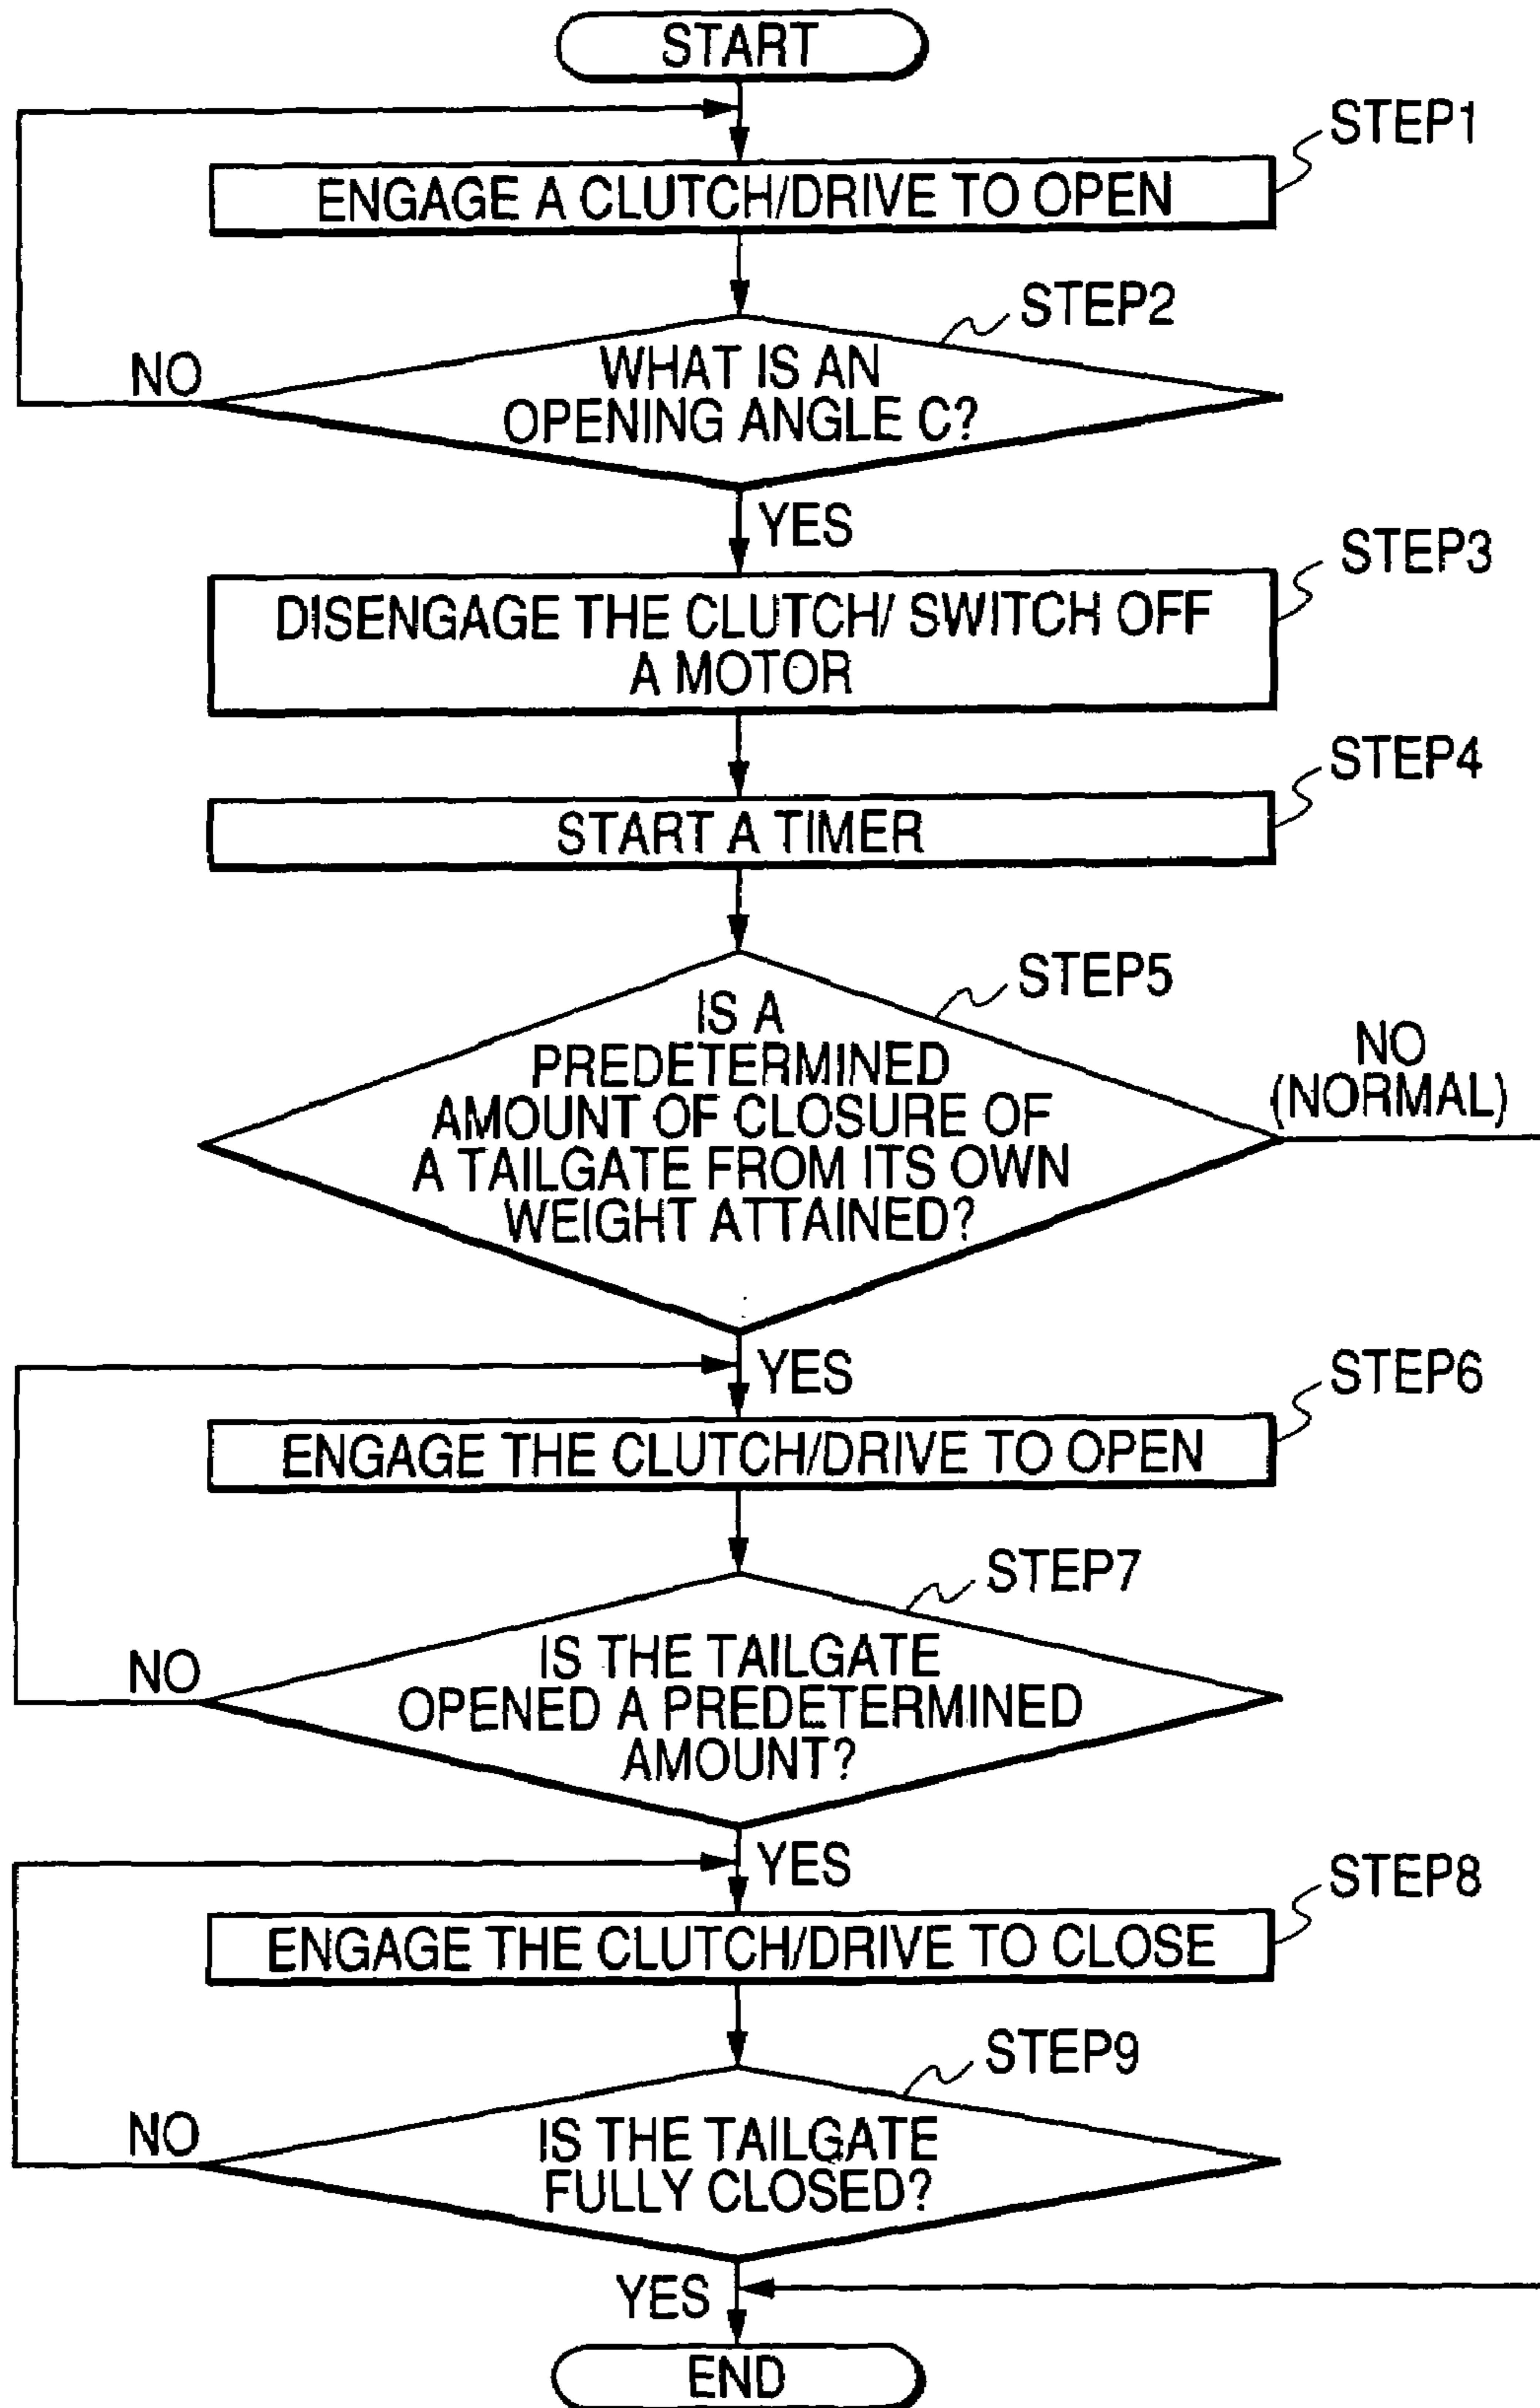 START
STEP1
ENGAGE A CLUTCH/DRIVE TO OPEN
STEP2
WHAT IS AN
OPENING ANGLE C?
NO
YES
STEP3
DISENGAGE THE CLUTCH/ SWITCH OFF
A MOTOR
STEP4
START A TIMER
STEP5
IS A
PREDETERMINED
AMOUNT OF CLOSURE OF
A TAILGATE FROM ITS OWN
WEIGHT ATTAINED?
NO
(NORMAL)
YES
STEP6
ENGAGE THE CLUTCH/DRIVE TO OPEN
STEP7
IS THE TAILGATE
OPENED A PREDETERMINED
AMOUNT?
NO
YES
STEP8
ENGAGE THE CLUTCH/DRIVE TO CLOSE
STEP9
IS THE TAILGATE
FULLY CLOSED?
NO
YES
END